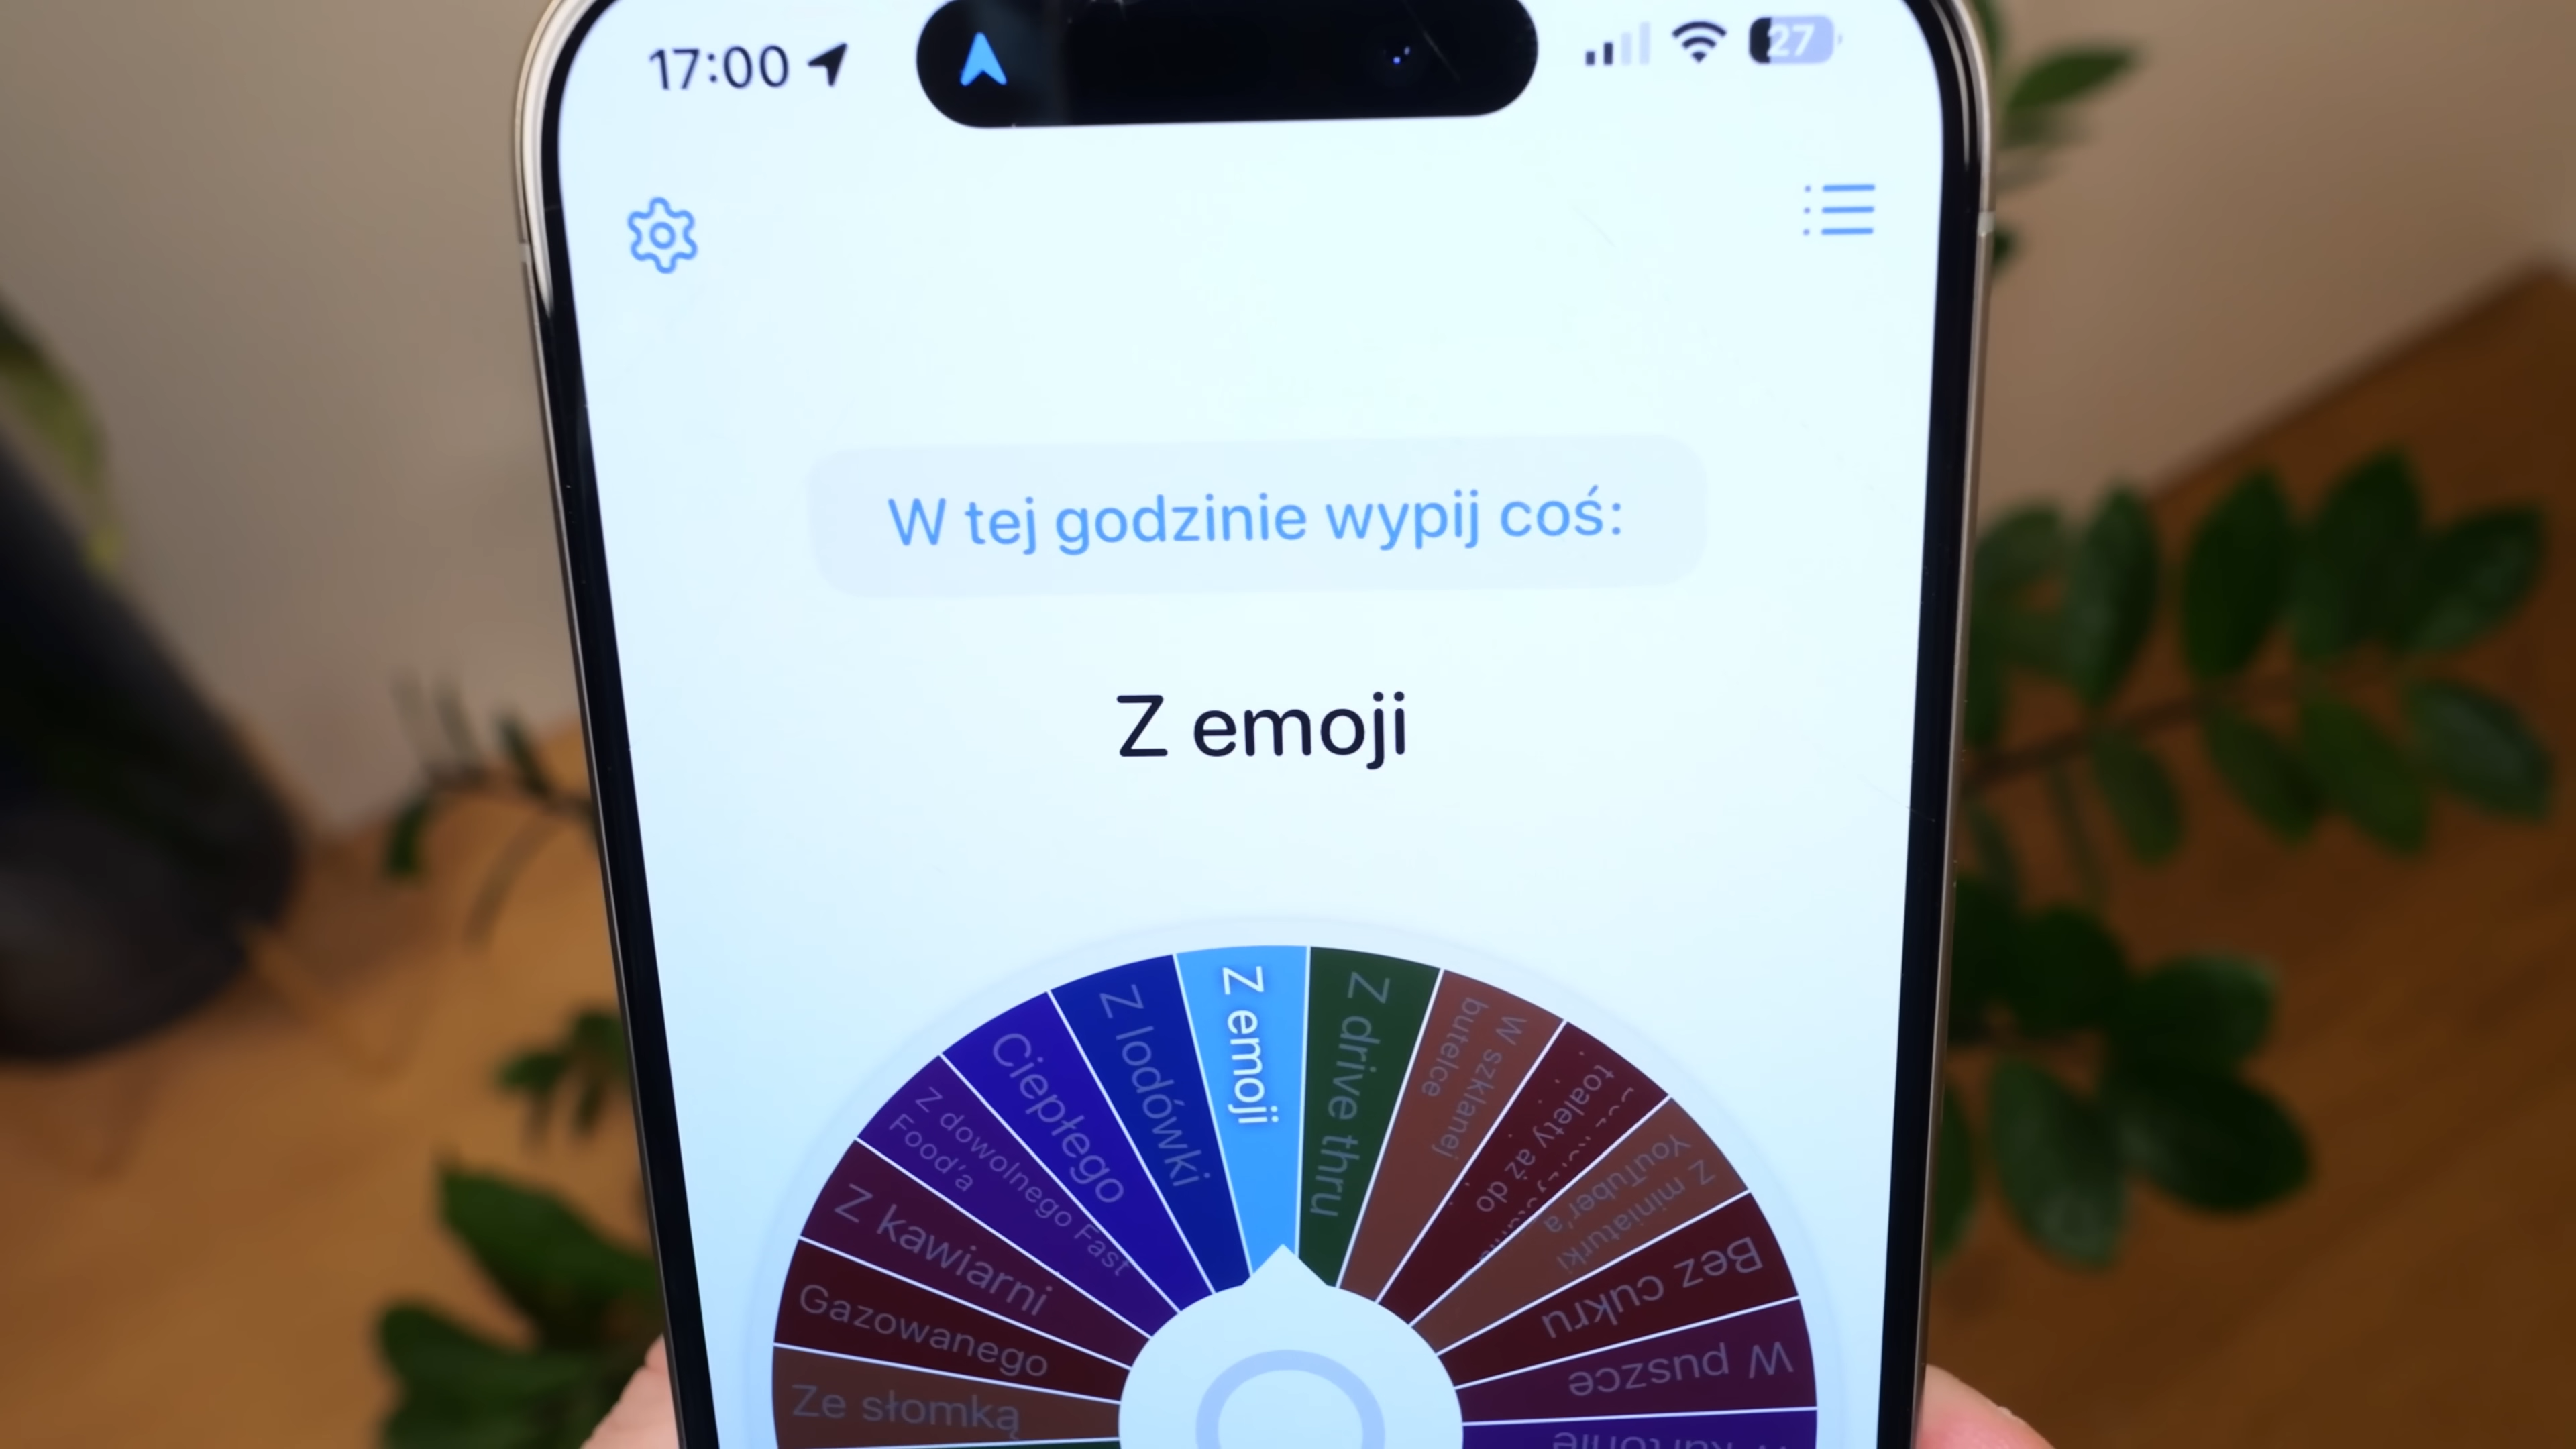 17:00
27
W tej godzinie wypij coś:
Z emoji
Ze słomką
Gazowanego
Z kawiarni
Z dowolnego Fast
Food'a
Ciepłego
Z lodówki
Z emoji
Z drive thru
W szklanej
butelce
toalety aż do
Z miniaturki
YouTuber'a
Bez cukru
W puszce